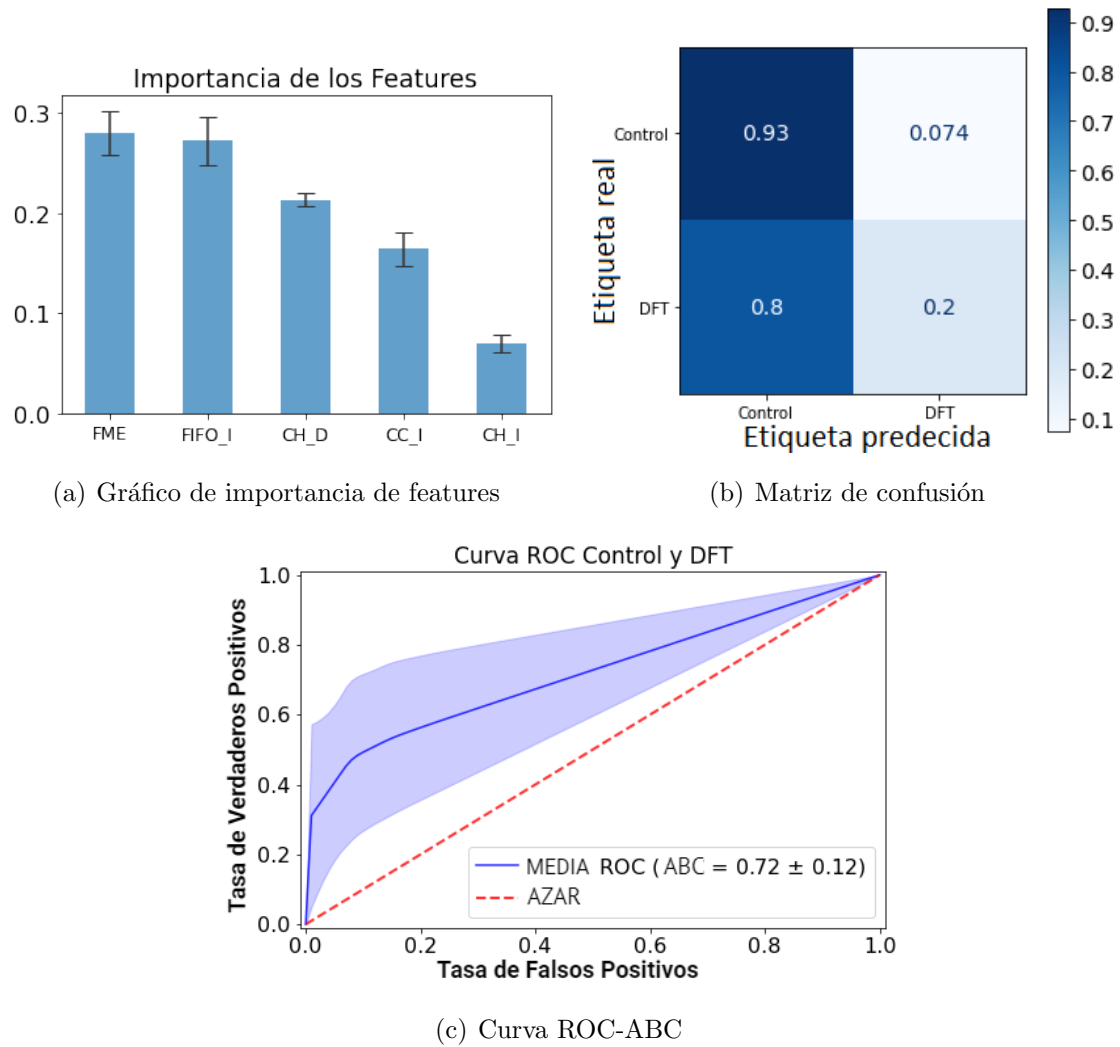 Importancia de los Features
0.3
0.2
0.1
0.0
FME FIFO_I CH_D CC_I CH_I
(a) Gráfico de importancia de features
Etiqueta real
Control
DFT
0.93 0.074
0.8 0.2
Control DFT
Etiqueta predecida
0.9
0.8
0.7
0.6
0.5
0.4
0.3
0.2
0.1
(b) Matriz de confusión
Curva ROC Control y DFT
Tasa de Verdaderos Positivos
1.0
0.8
0.6
0.4
0.2
0.0
MEDIA ROC ( ABC = 0.72 ± 0.12)
AZAR
0.0 0.2 0.4 0.6 0.8 1.0
Tasa de Falsos Positivos
(c) Curva ROC-ABC